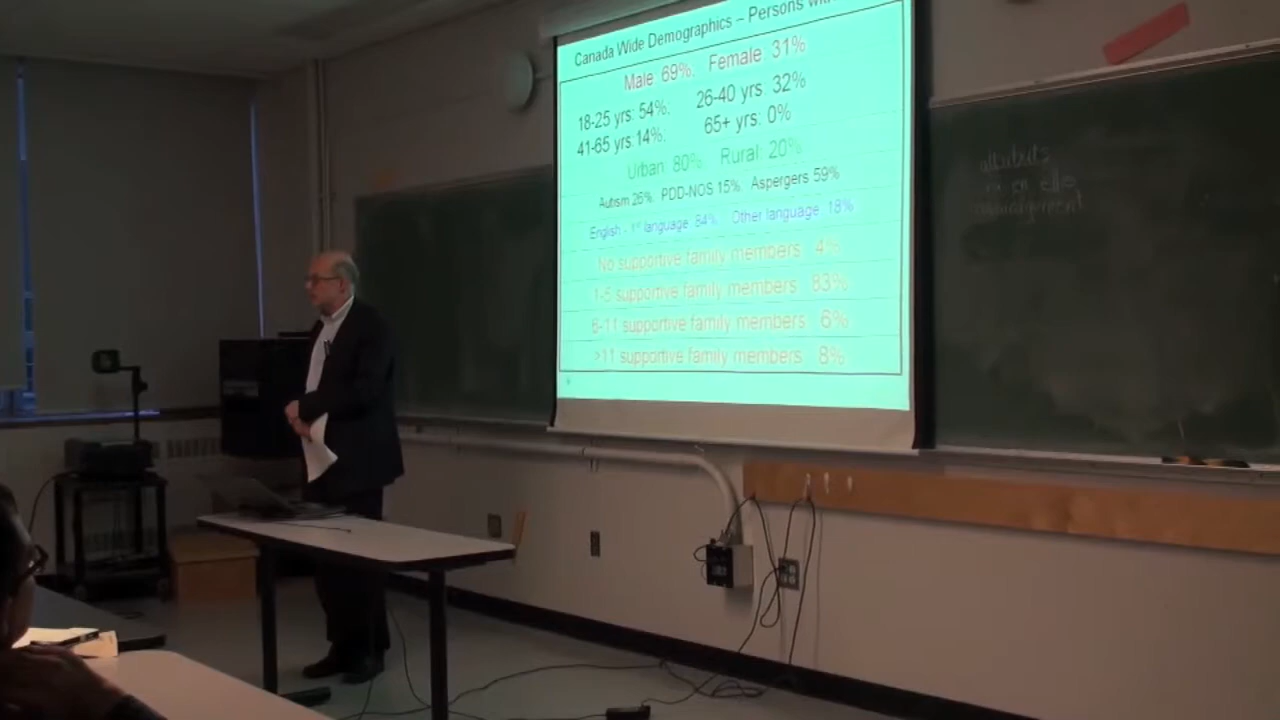 Canada Wide Demographics – Persons with
Male: 69%. Female: 31%
18-25 yrs: 54%. 26-40 yrs: 32%
41-65 yrs:14%. 65+ yrs: 0%
Urban: 80% Rural: 20%
Autism 26%. PDD-NOS 15%. Aspergers 59%
English - 1st language: 84% Other language: 18%
No supportive family members: 4%
1-5 supportive family members: 83%
6-11 supportive family members: 6%
>11 supportive family members: 8%